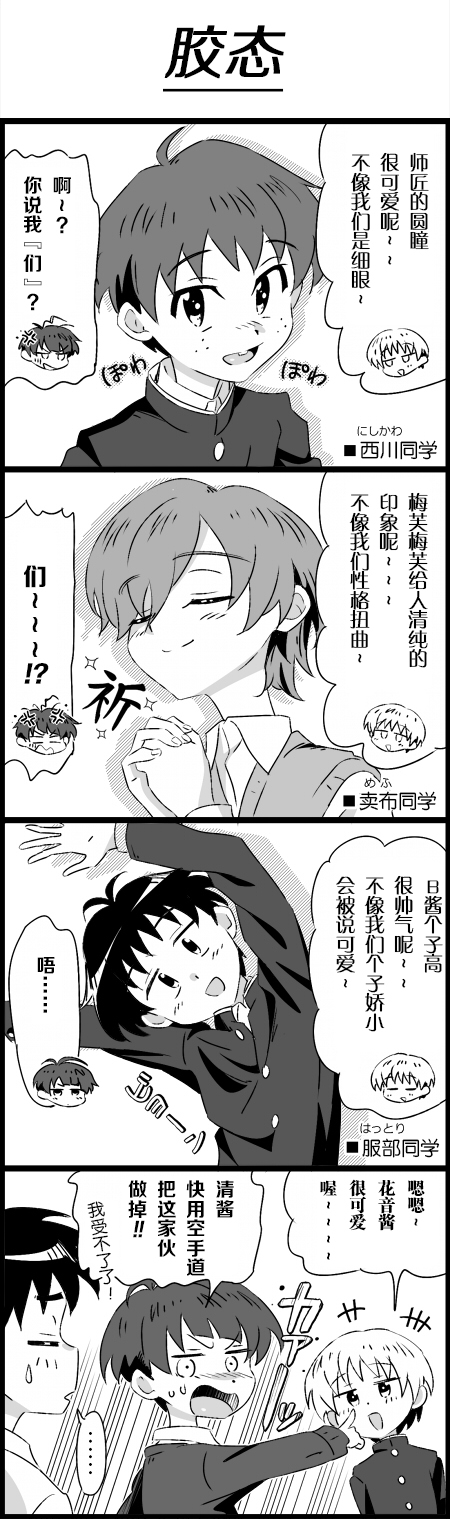 胶态
师匠的圆瞳
很可爱呢~~
不像我们是细眼~
啊~?
你说我『们』?
ぽわ
ぽわ
にしかわ
■西川同学
梅芙梅芙给人清纯的
印象呢~~~
不像我们性格扭曲~
们~~~!?
祈
めふ
■卖布同学
日酱个子高
很帅气呢~~
不像我们个子娇小
会被说可爱~
唔……
はっとり
■服部同学
嗯嗯~
花音酱
很可爱
喔~~~~
清酱
快用空手道
把这家伙
做掉!!
我受不了了!
カァーッ
……